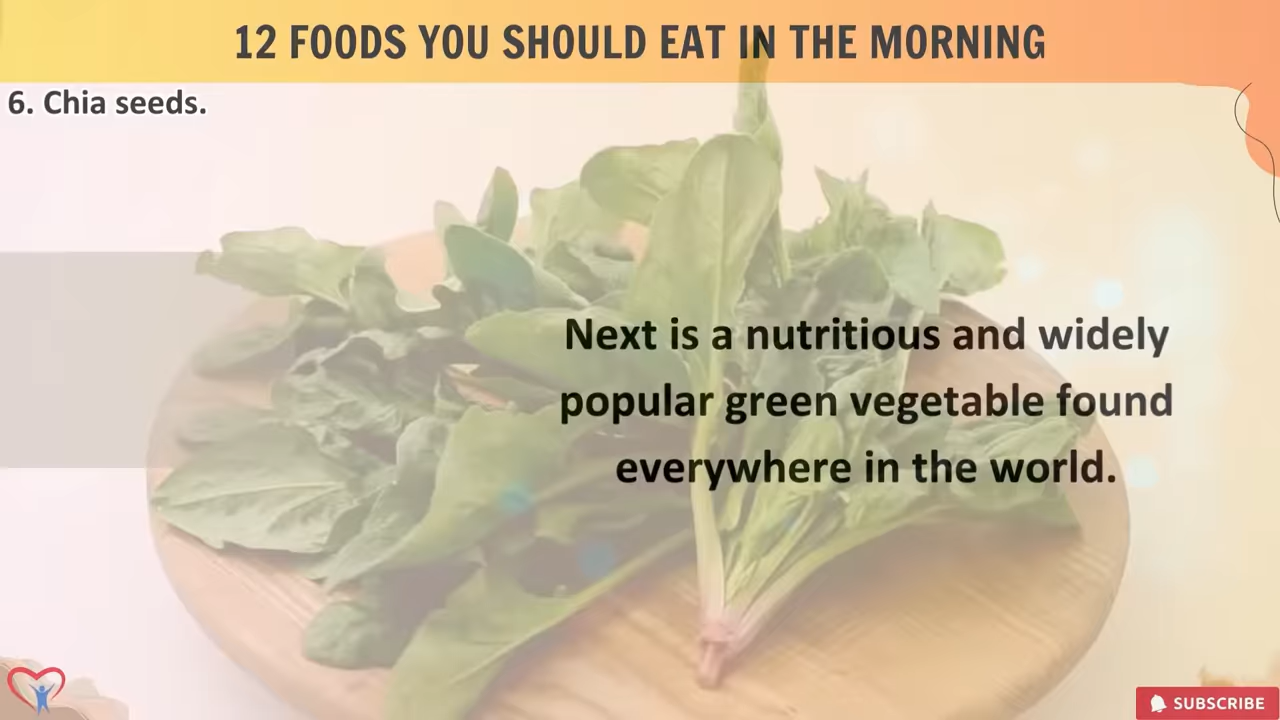 12 FOODS YOU SHOULD EAT IN THE MORNING
6. Chia seeds.
Next is a nutritious and widely
popular green vegetable found
everywhere in the world.
SUBSCRIBE